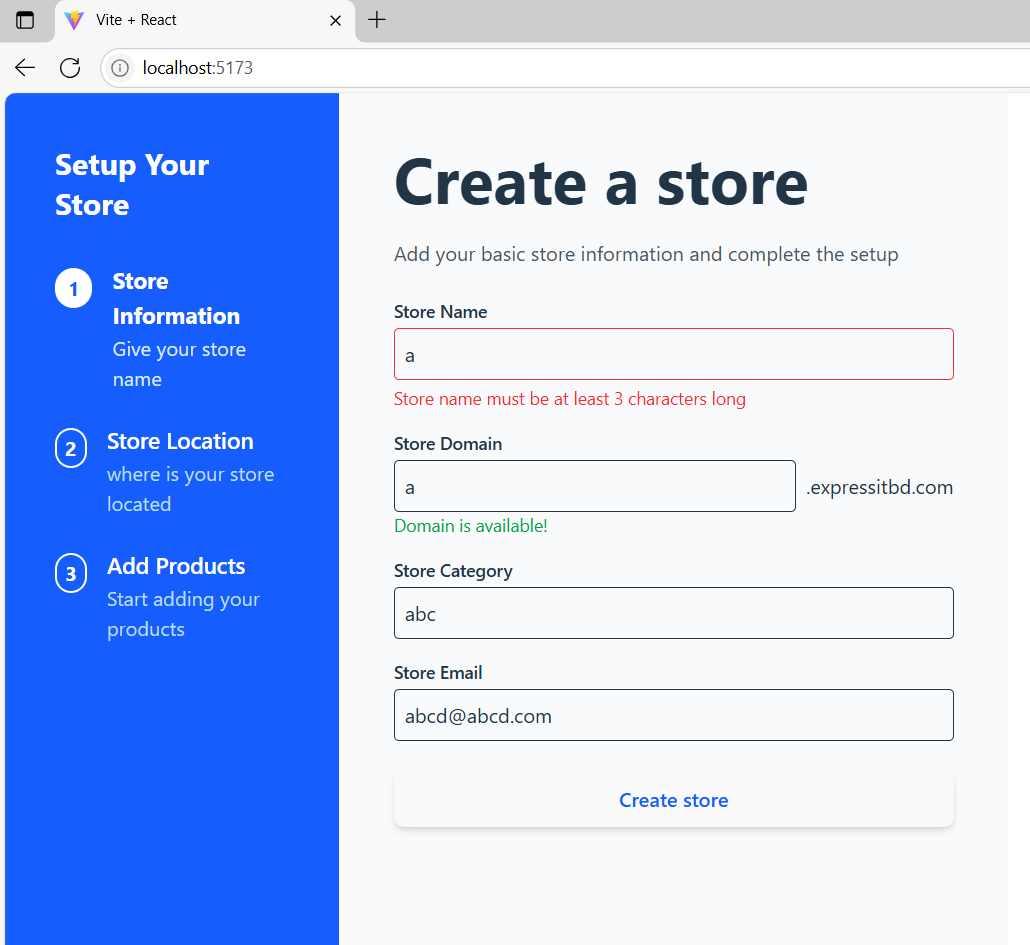 Vite + React
localhost:5173
Setup Your
Store
1
Store
Information
Give your store
name
2
Store Location
where is your store
located
3
Add Products
Start adding your
products
Create a store
Add your basic store information and complete the setup
Store Name
a
Store name must be at least 3 characters long
Store Domain
a
.expressitbd.com
Domain is available!
Store Category
abc
Store Email
abcd@abcd.com
Create store